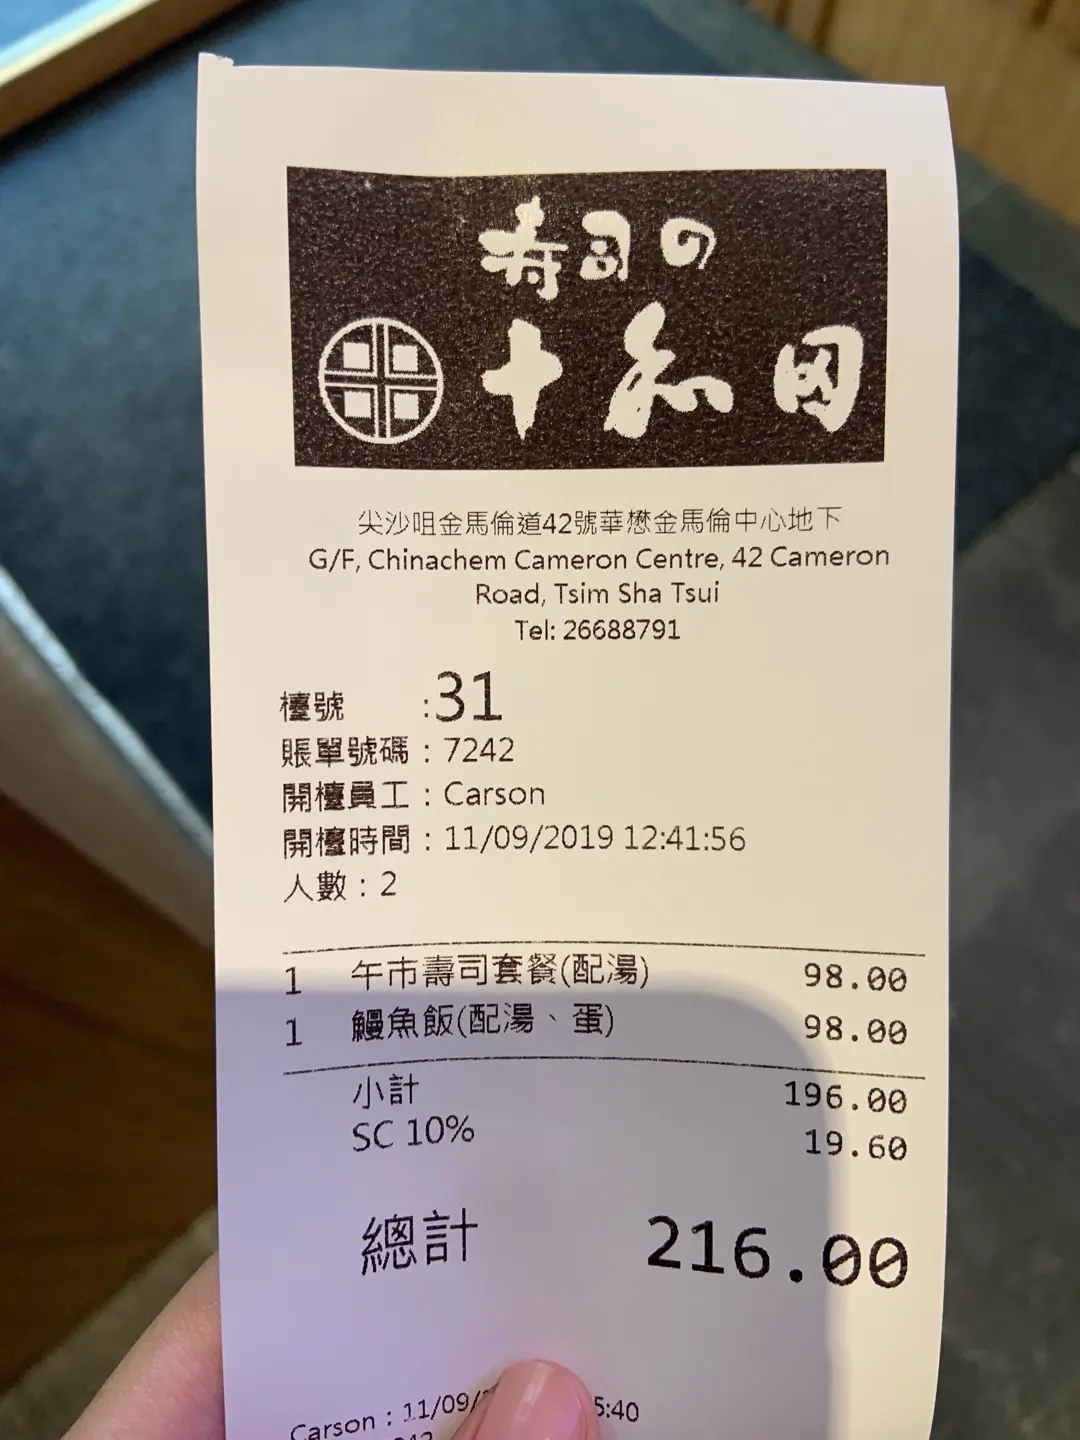 寿司の
十和田
尖沙咀金馬倫道42號華懋金馬倫中心地下
G/F, Chinachem Cameron Centre, 42 Cameron
Road, Tsim Sha Tsui
Tel: 26688791
檯號 :31
賬單號碼 : 7242
開檯員工 : Carson
開檯時間 : 11/09/2019 12:41:56
人數 : 2
1 午市壽司套餐(配湯) 98.00
1 鰻魚飯(配湯、蛋) 98.00
小計 196.00
SC 10% 19.60
總計 216.00
Carson : 11/09/ 5:40